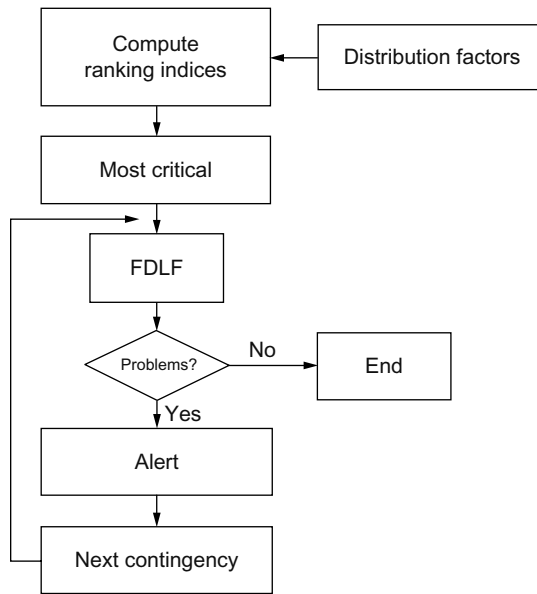 Compute
ranking indices
Distribution factors
Most critical
FDLF
Problems?
No
End
Yes
Alert
Next contingency